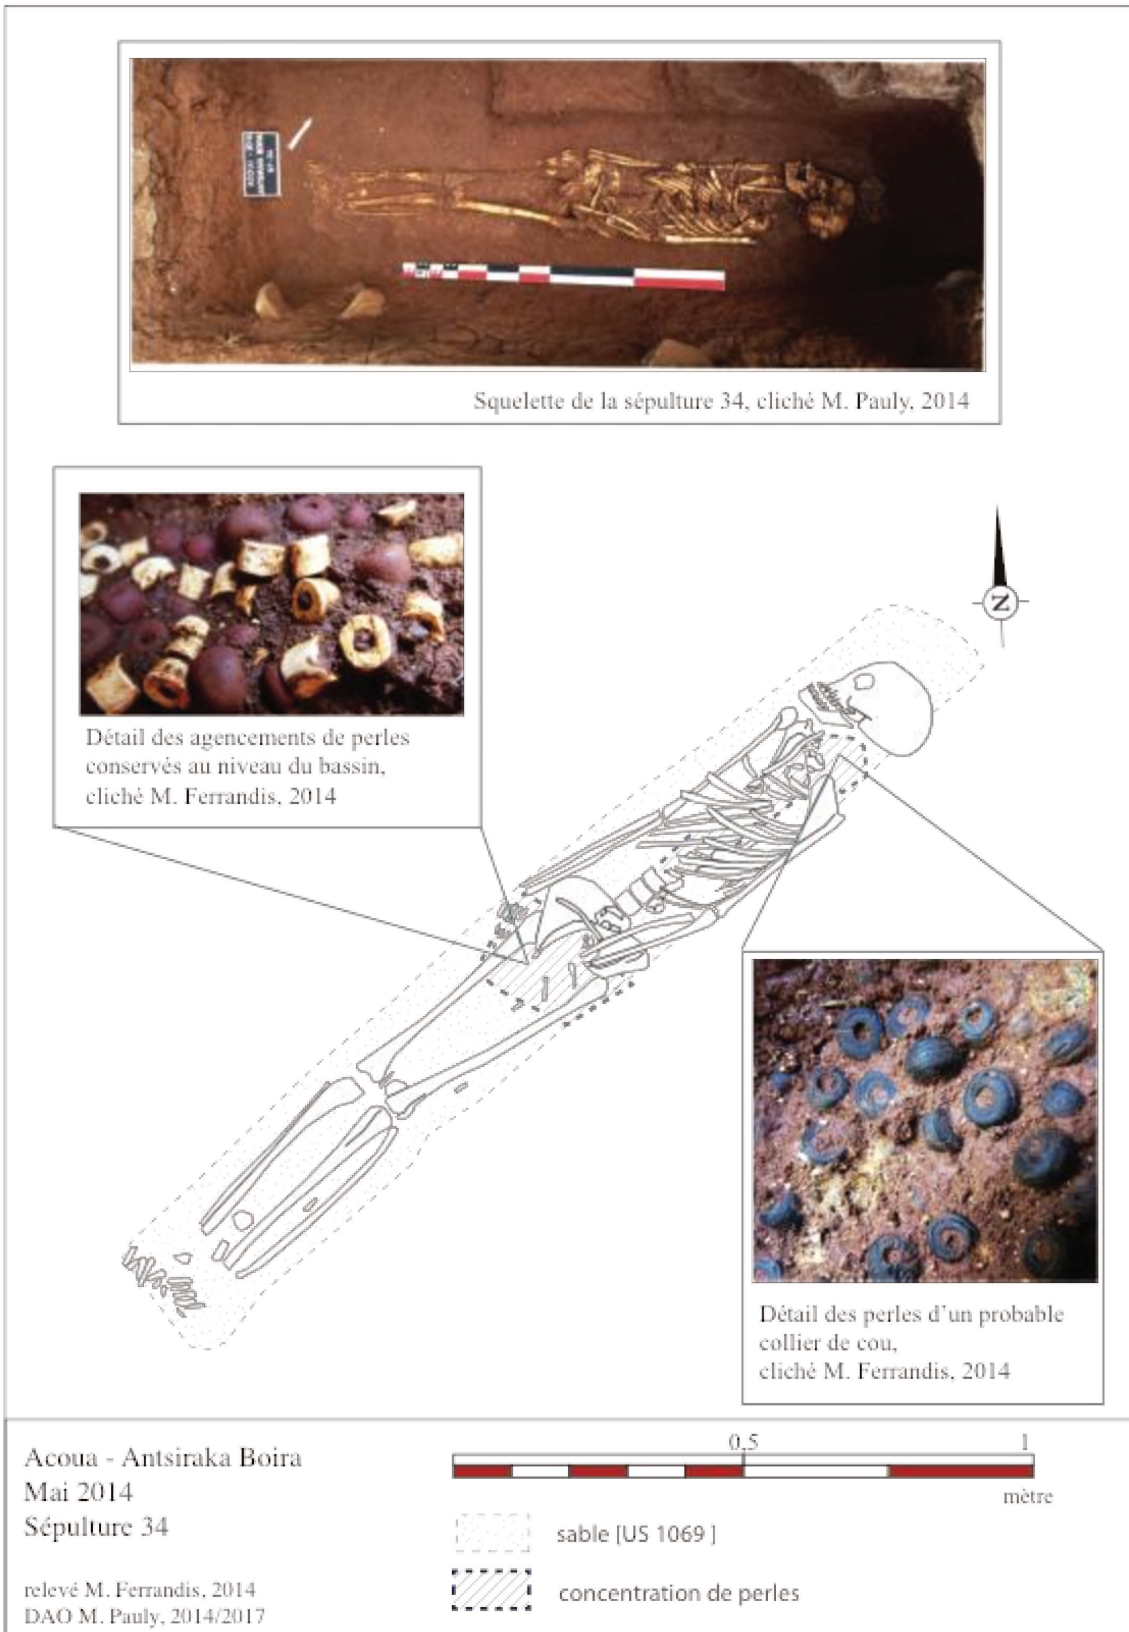 Squelette de la sépulture 34, cliché M. Pauly, 2014
Détail des agencements de perles
conservés au niveau du bassin,
cliché M. Ferrandis, 2014
N
Détail des perles d'un probable
collier de cou,
cliché M. Ferrandis, 2014
Acoua - Antsiraka Boira
Mai 2014
Sépulture 34
relevé M. Ferrandis, 2014
DAO M. Pauly, 2014/2017
0,5
1
mètre
sable [US 1069 ]
concentration de perles